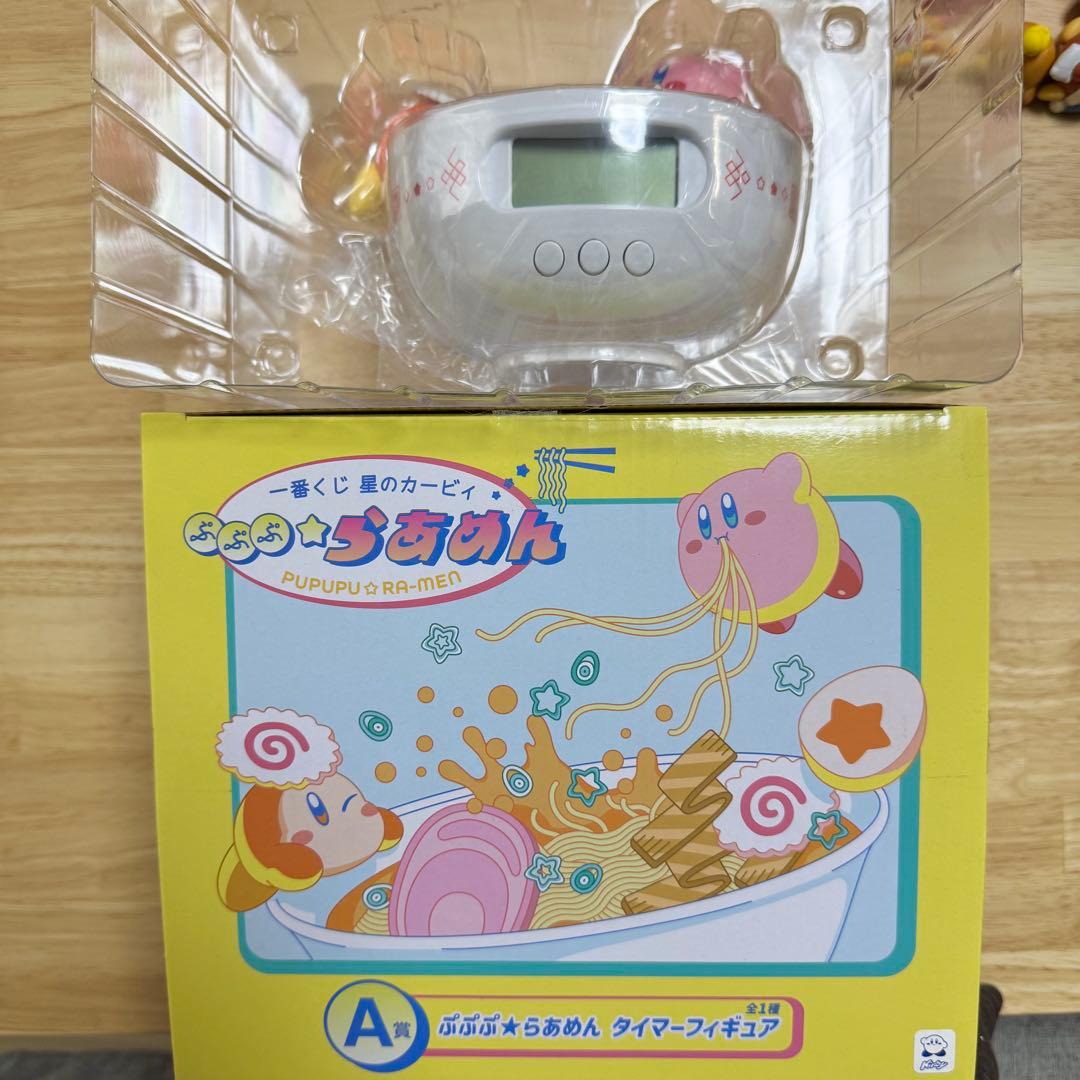 一番くじ 星のカービィ
ぷぷぷ☆らあめん
PUPUPU☆RA-MEN
A賞
全1種
ぷぷぷ★らあめん タイマーフィギュア
Kirby